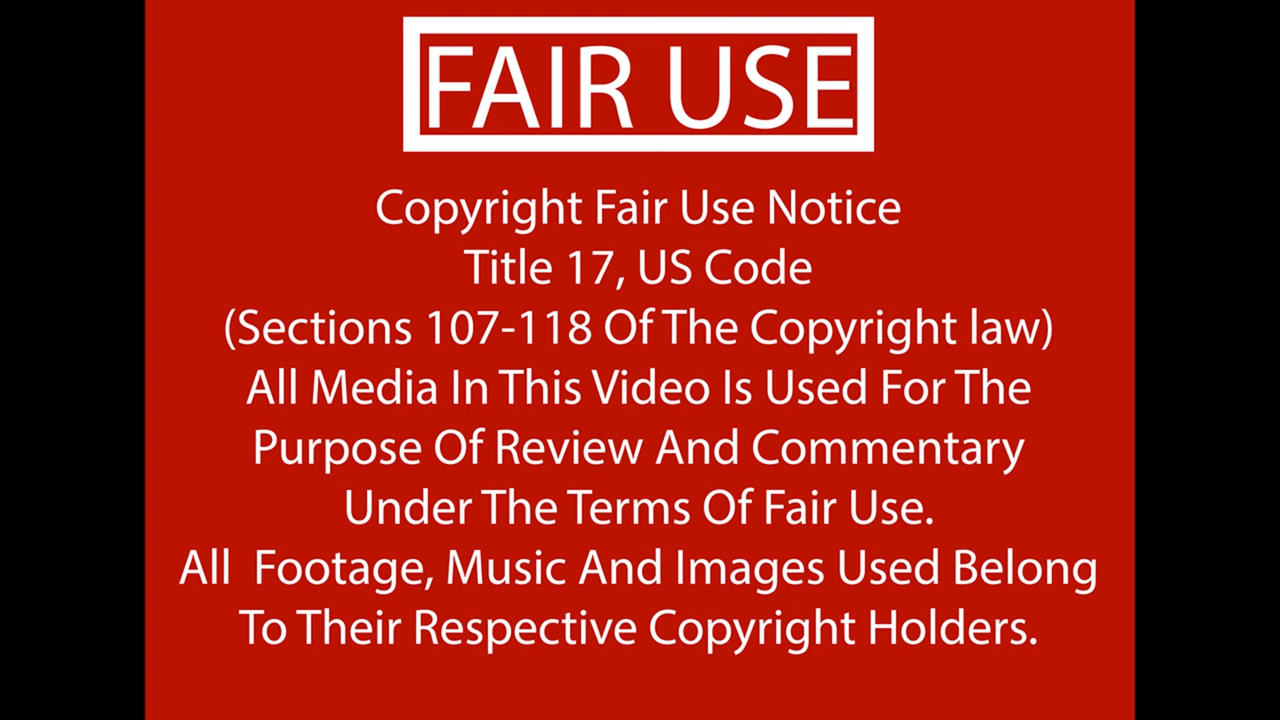 FAIR USE
Copyright Fair Use Notice
Title 17, US Code
(Sections 107-118 Of The Copyright law)
All Media In This Video Is Used For The
Purpose Of Review And Commentary
Under The Terms Of Fair Use.
All Footage, Music And Images Used Belong
To Their Respective Copyright Holders.